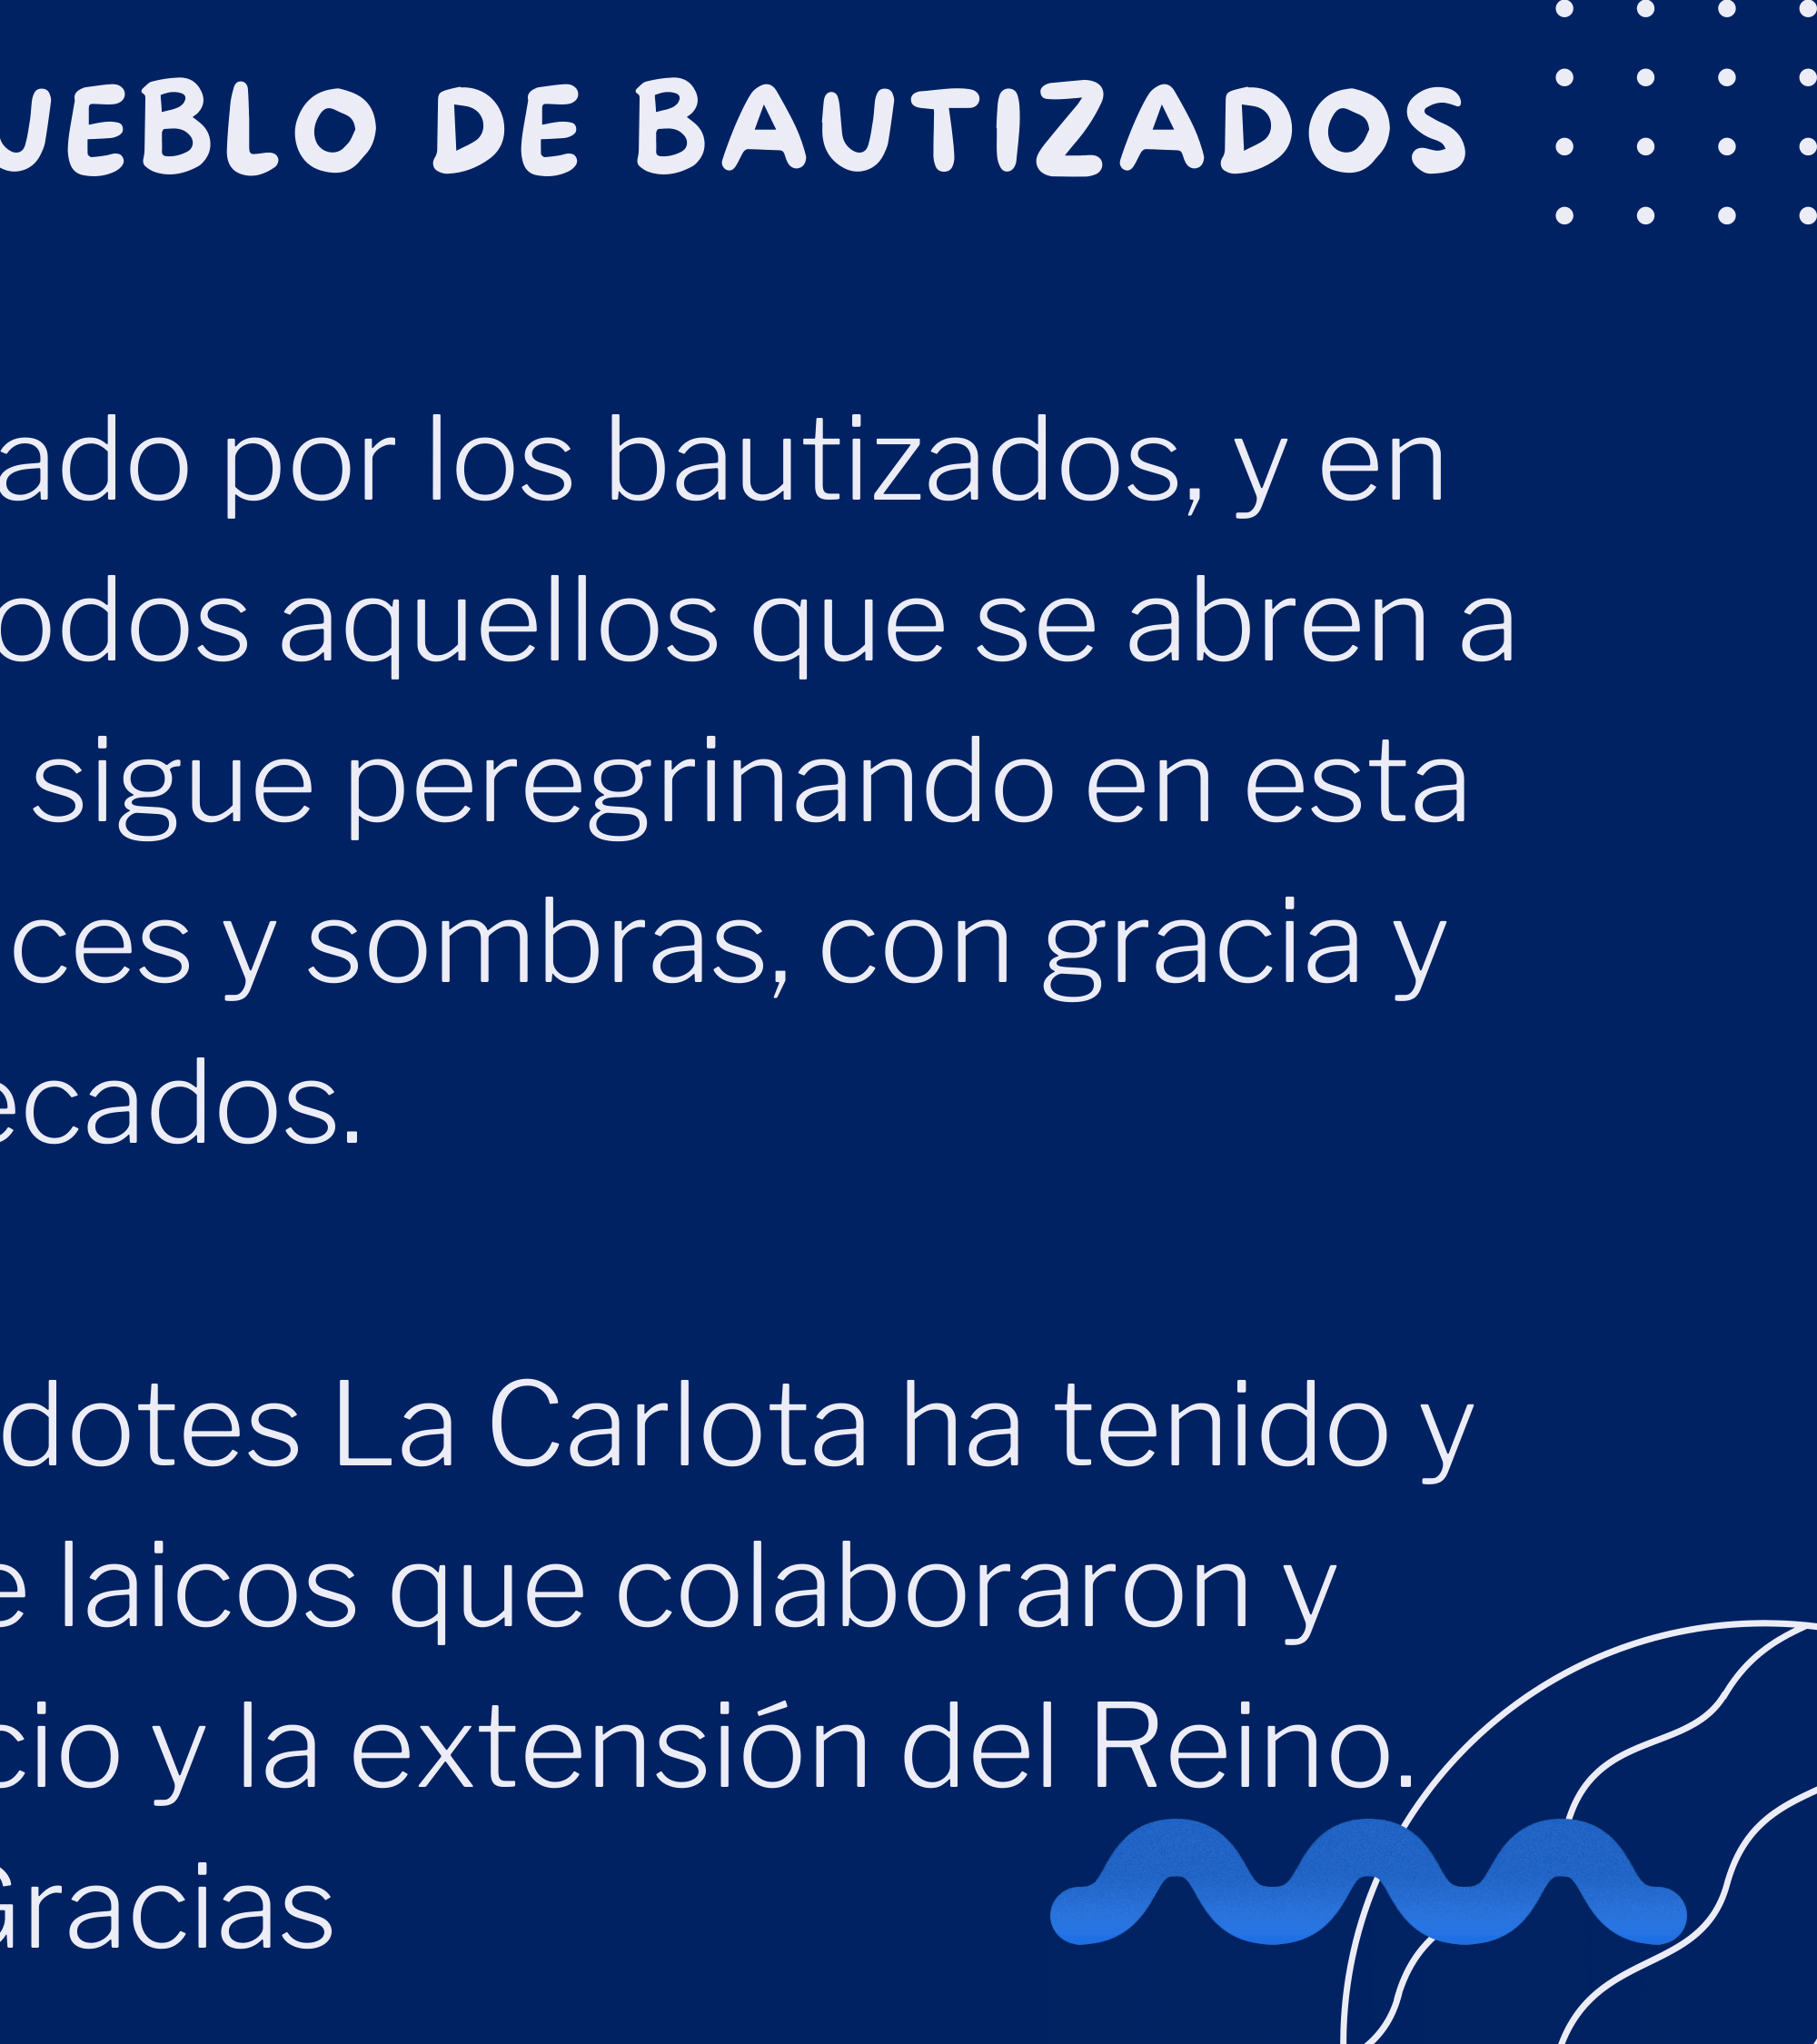 UEBLO DE BAUTIZADOS
ado por los bautizados, y en
odos aquellos que se abren a
sigue peregrinando en esta
ces y sombras, con gracia y
ecados.
dotes La Carlota ha tenido y
e laicos que colaboraron y
cio y la extensión del Reino.
Gracias